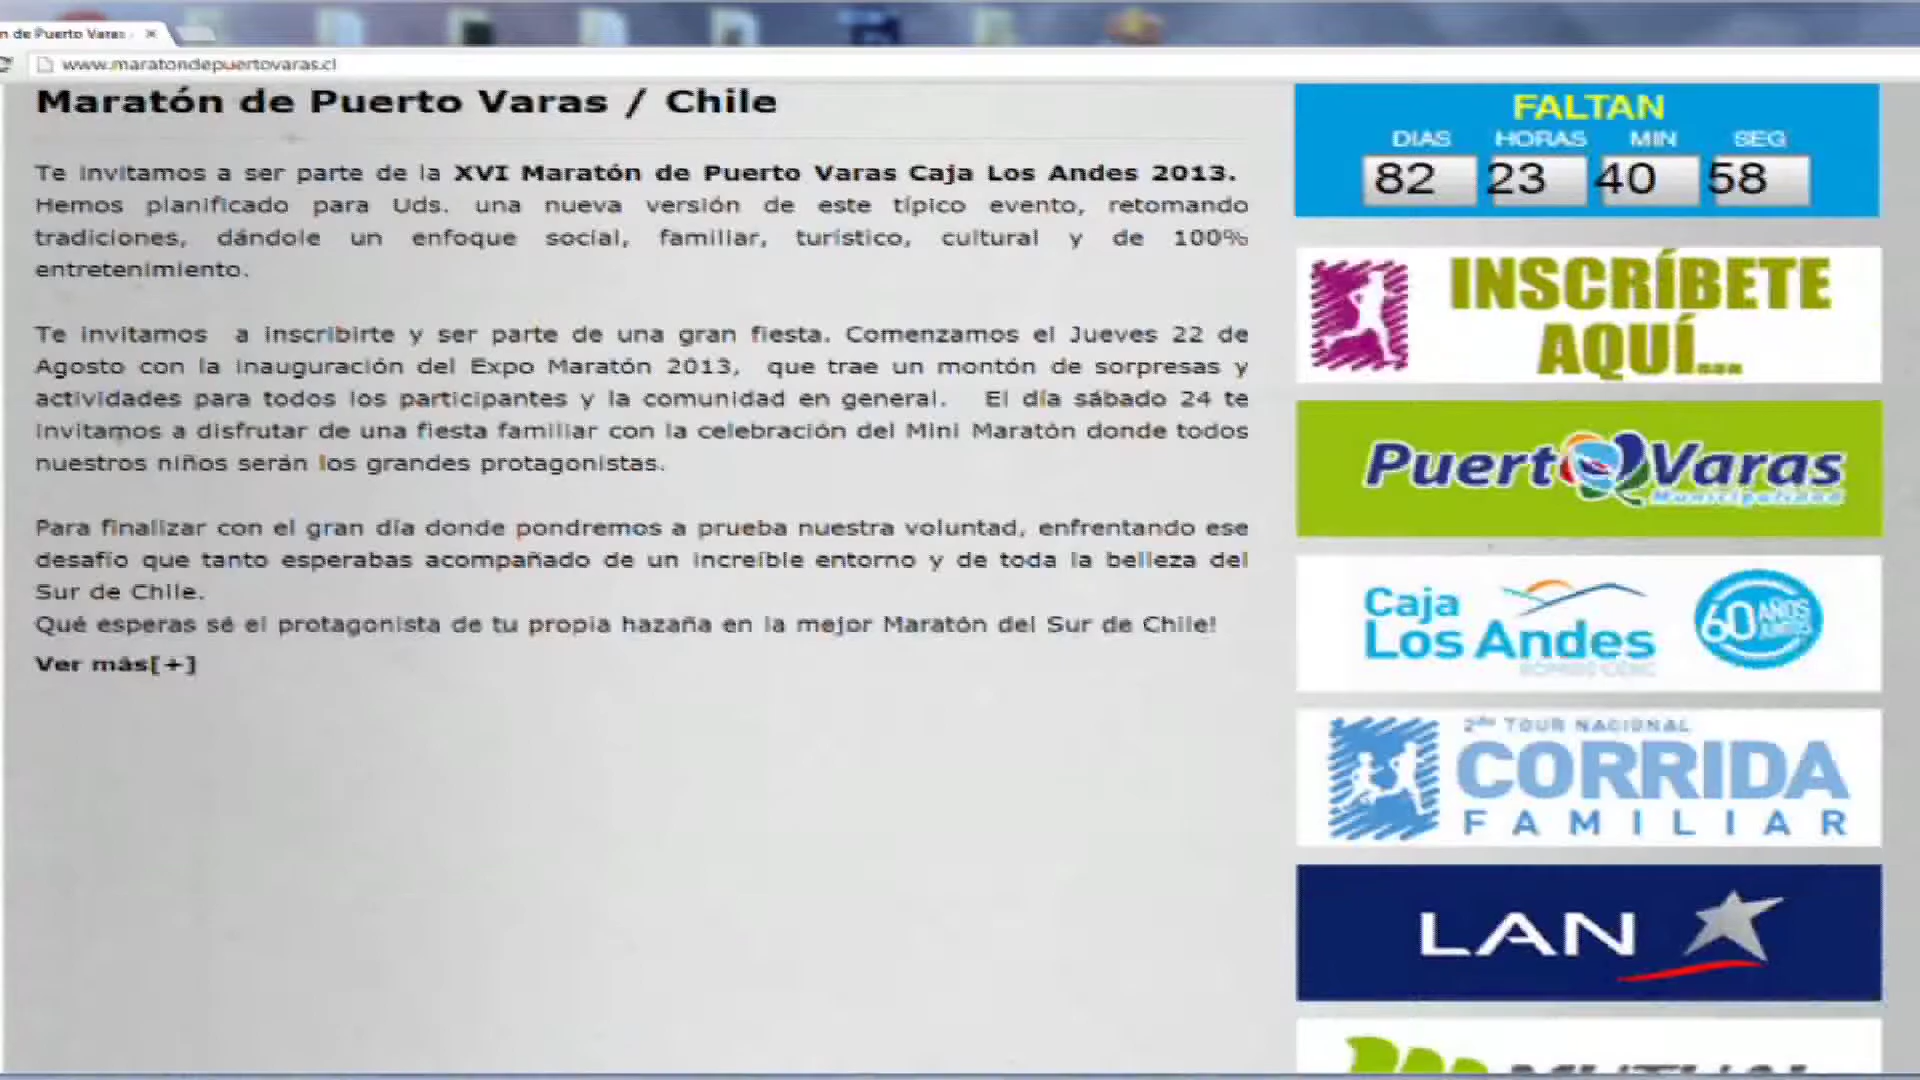 n de Puerto Varas
www.maratondepuertovaras.cl
Maratón de Puerto Varas / Chile
Te invitamos a ser parte de la XVI Maratón de Puerto Varas Caja Los Andes 2013.
Hemos planificado para Uds. una nueva versión de este típico evento, retomando
tradiciones, dándole un enfoque social, familiar, turístico, cultural y de 100%
entretenimiento.
Te invitamos a inscribirte y ser parte de una gran fiesta. Comenzamos el Jueves 22 de
Agosto con la inauguración del Expo Maratón 2013, que trae un montón de sorpresas y
actividades para todos los participantes y la comunidad en general. El día sábado 24 te
invitamos a disfrutar de una fiesta familiar con la celebración del Mini Maratón donde todos
nuestros niños serán los grandes protagonistas.
Para finalizar con el gran día donde pondremos a prueba nuestra voluntad, enfrentando ese
desafío que tanto esperabas acompañado de un increíble entorno y de toda la belleza del
Sur de Chile.
Qué esperas sé el protagonista de tu propia hazaña en la mejor Maratón del Sur de Chile!
Ver más[+]
FALTAN
DIAS HORAS MIN SEG
82 23 40 58
INSCRÍBETE
AQUÍ...
Puerto Varas
Municipalidad
Caja
Los Andes
60 AÑOS
JUNTOS
2do TOUR NACIONAL
CORRIDA
FAMILIAR
LAN